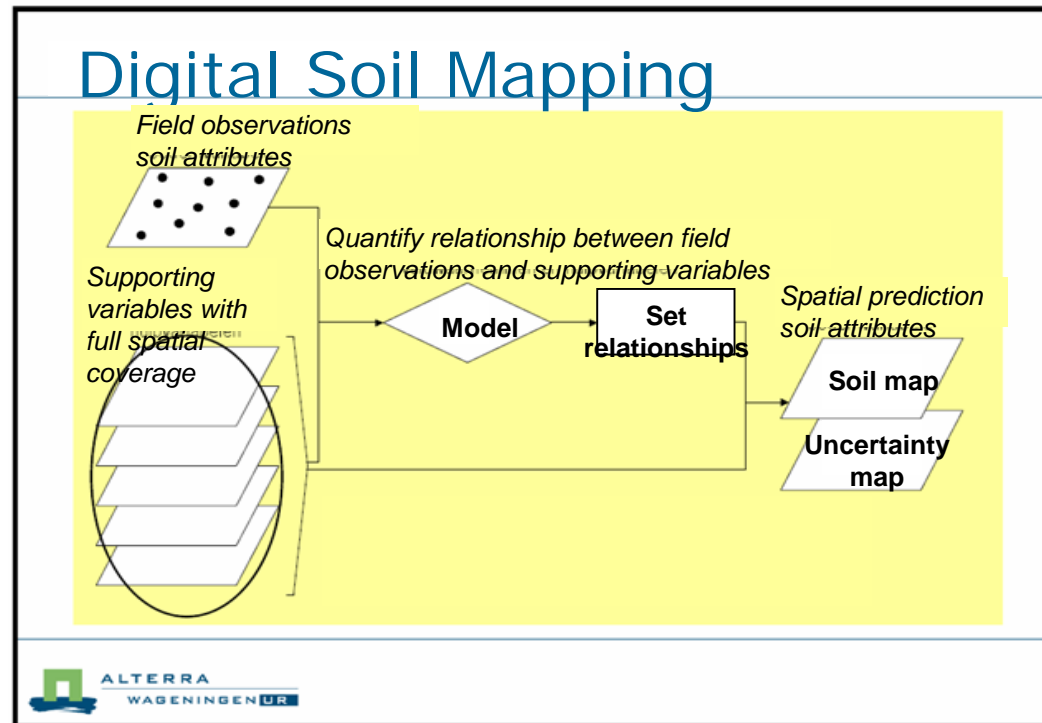 Digital Soil Mapping
Field observations
soil attributes
Quantify relationship between field
observations and supporting variables
Supporting
variables with
full spatial
coverage
Model
Set
relationships
Spatial prediction
soil attributes
Soil map
Uncertainty
map
ALTERRA
WAGENINGEN UR